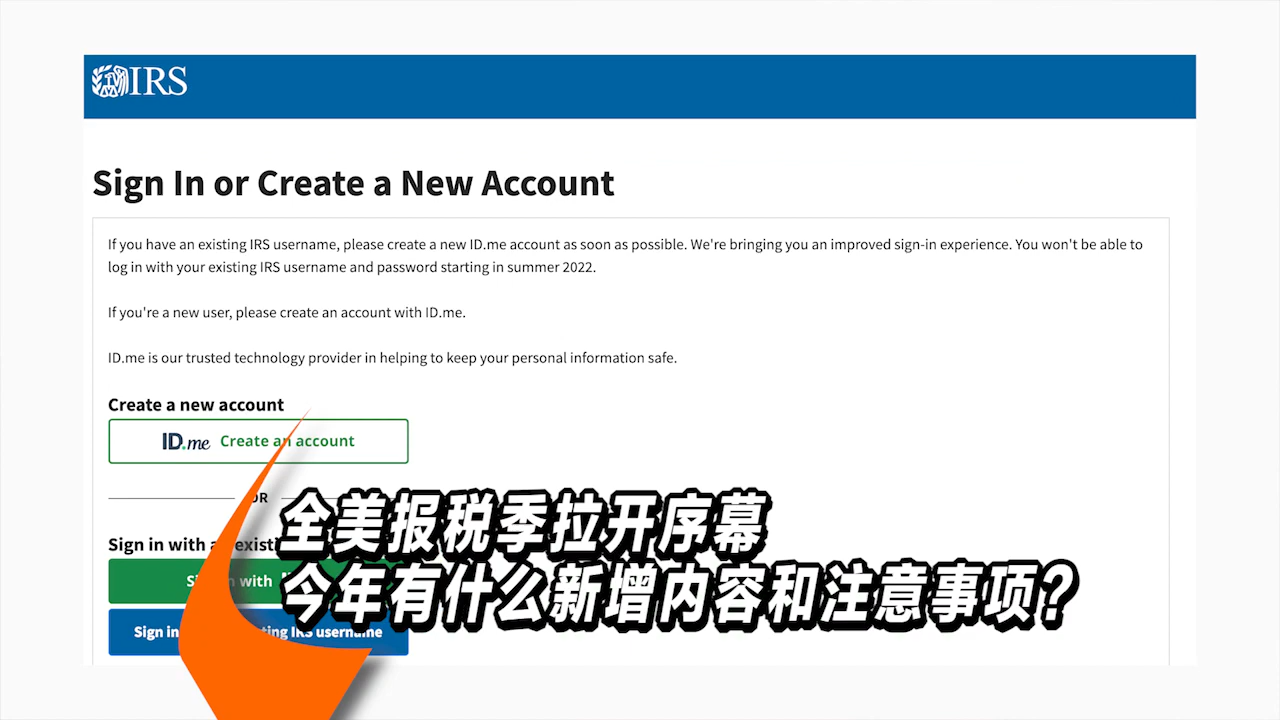 IRS
Sign In or Create a New Account
If you have an existing IRS username, please create a new ID.me account as soon as possible. We're bringing you an improved sign-in experience. You won't be able to
log in with your existing IRS username and password starting in summer 2022.
If you're a new user, please create an account with ID.me.
ID.me is our trusted technology provider in helping to keep your personal information safe.
Create a new account
ID.me Create an account
OR
Sign in with
with
Sign in IRS username
全美报税季拉开序幕
今年有什么新增内容和注意事项?